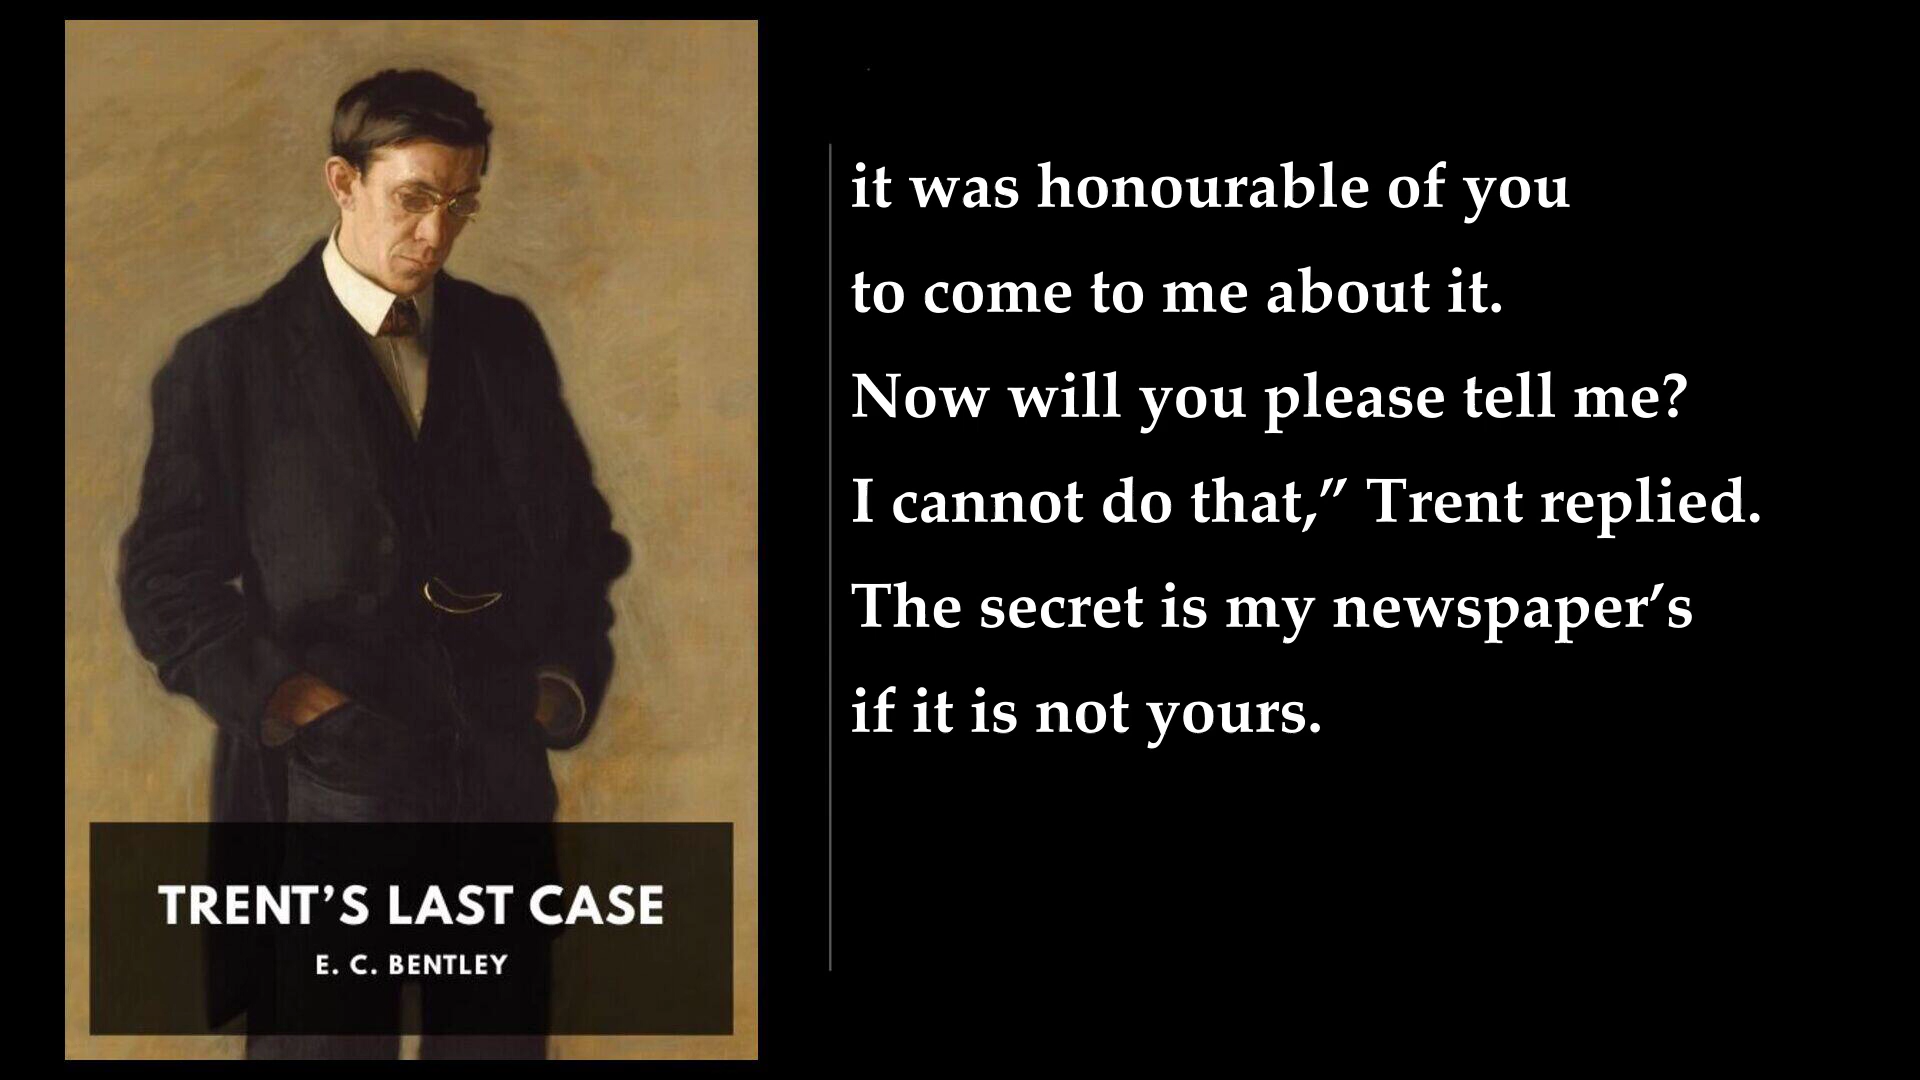 it was honourable of you
to come to me about it.
Now will you please tell me?
I cannot do that,” Trent replied.
The secret is my newspaper’s
if it is not yours.
TRENT’S LAST CASE
E. C. BENTLEY